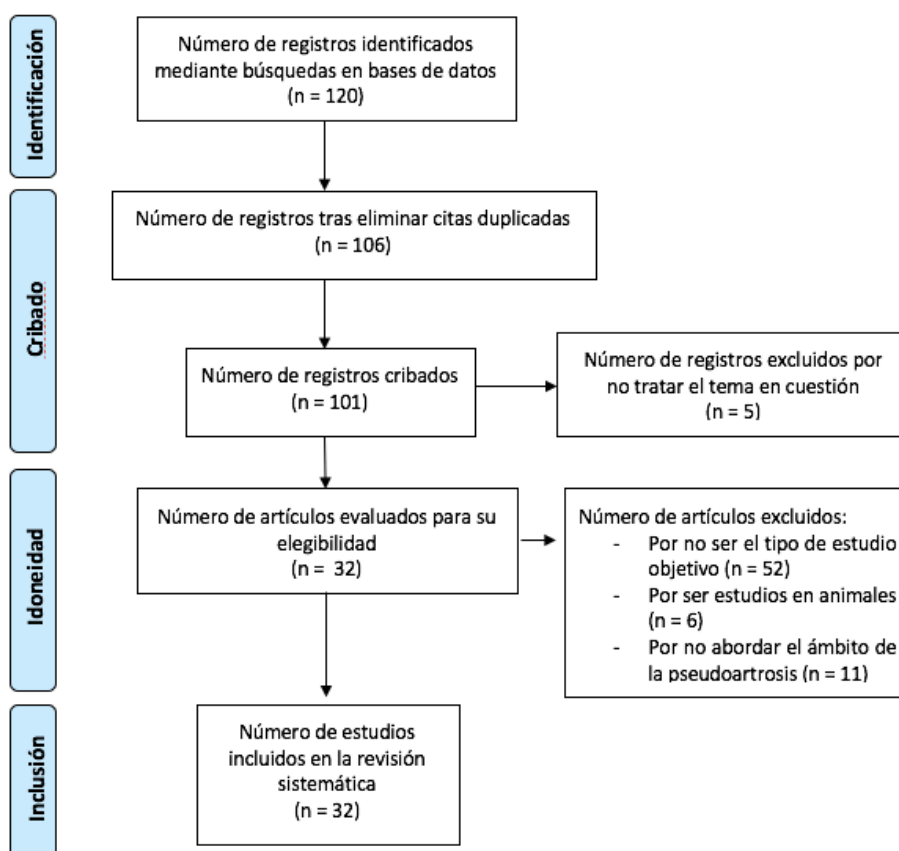 Identificación
Número de registros identificados
mediante búsquedas en bases de datos
(n = 120)
Cribado
Número de registros tras eliminar citas duplicadas
(n = 106)
Número de registros cribados
(n = 101)
Número de registros excluidos por
no tratar el tema en cuestión
(n = 5)
Idoneidad
Número de artículos evaluados para su
elegibilidad
(n = 32)
Número de artículos excluidos:
- Por no ser el tipo de estudio
objetivo (n = 52)
- Por ser estudios en animales
(n = 6)
- Por no abordar el ámbito de
la pseudoartrosis (n = 11)
Inclusión
Número de estudios
incluidos en la revisión
sistemática
(n = 32)